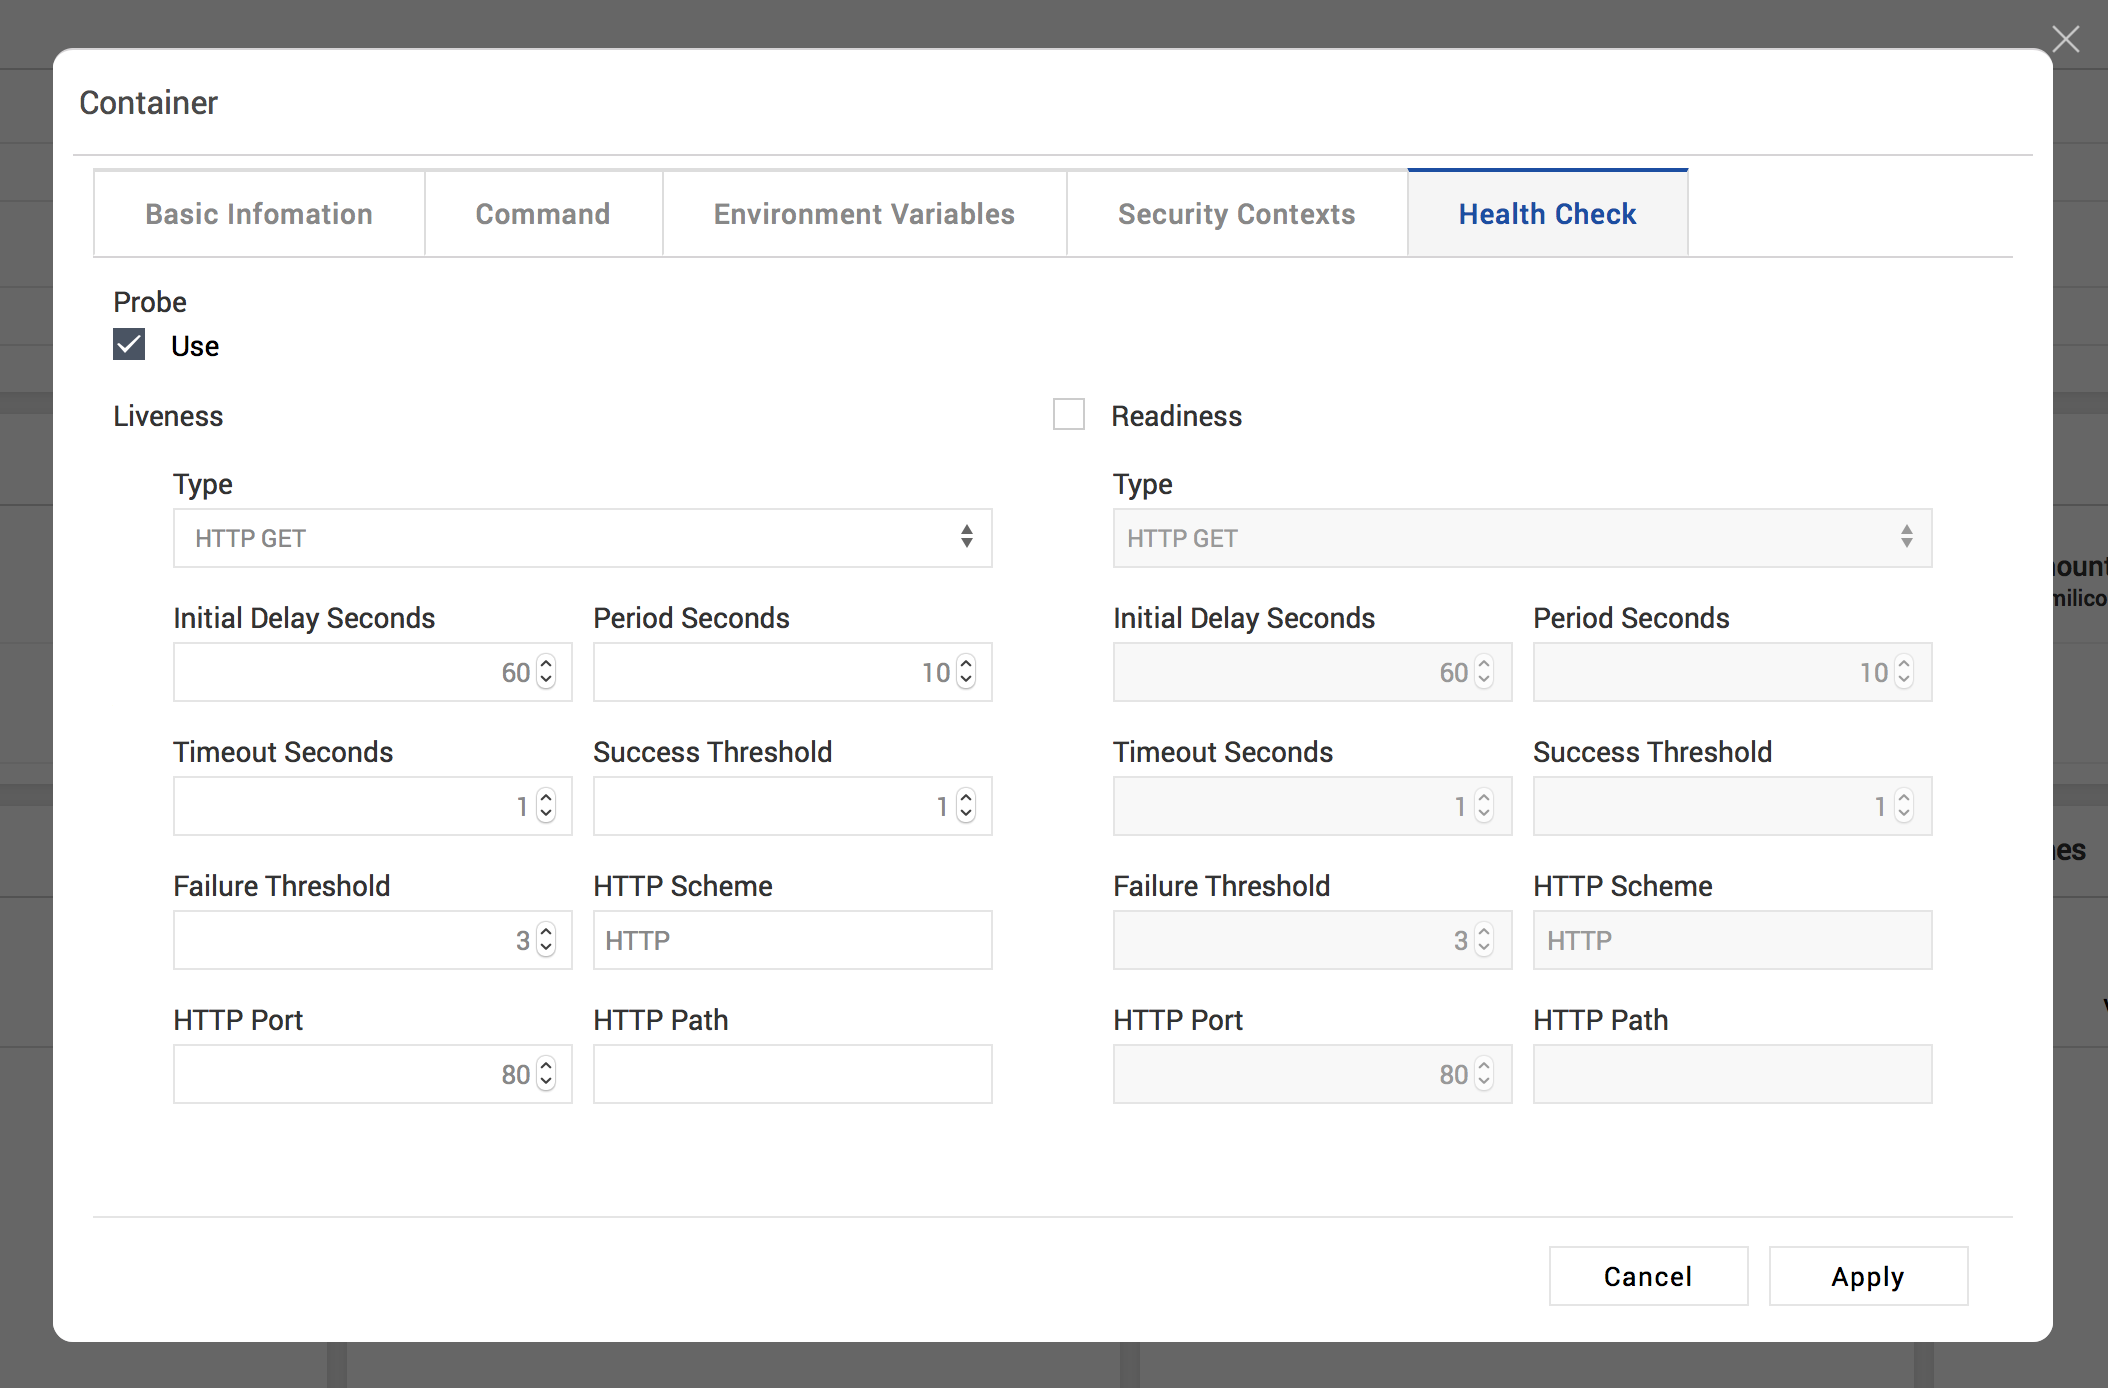 Container
Basic Infomation
Command
Environment Variables
Security Contexts
Health Check
Probe
Use
Liveness
Readiness
Type
Type
HTTP GET
HTTP GET
Initial Delay Seconds
Period Seconds
Initial Delay Seconds
Period Seconds
60
10
60
10
Timeout Seconds
Success Threshold
Timeout Seconds
Success Threshold
1
1
1
1
Failure Threshold
HTTP Scheme
Failure Threshold
HTTP Scheme
3
HTTP
3
HTTP
HTTP Port
HTTP Path
HTTP Port
HTTP Path
80
80
Cancel
Apply